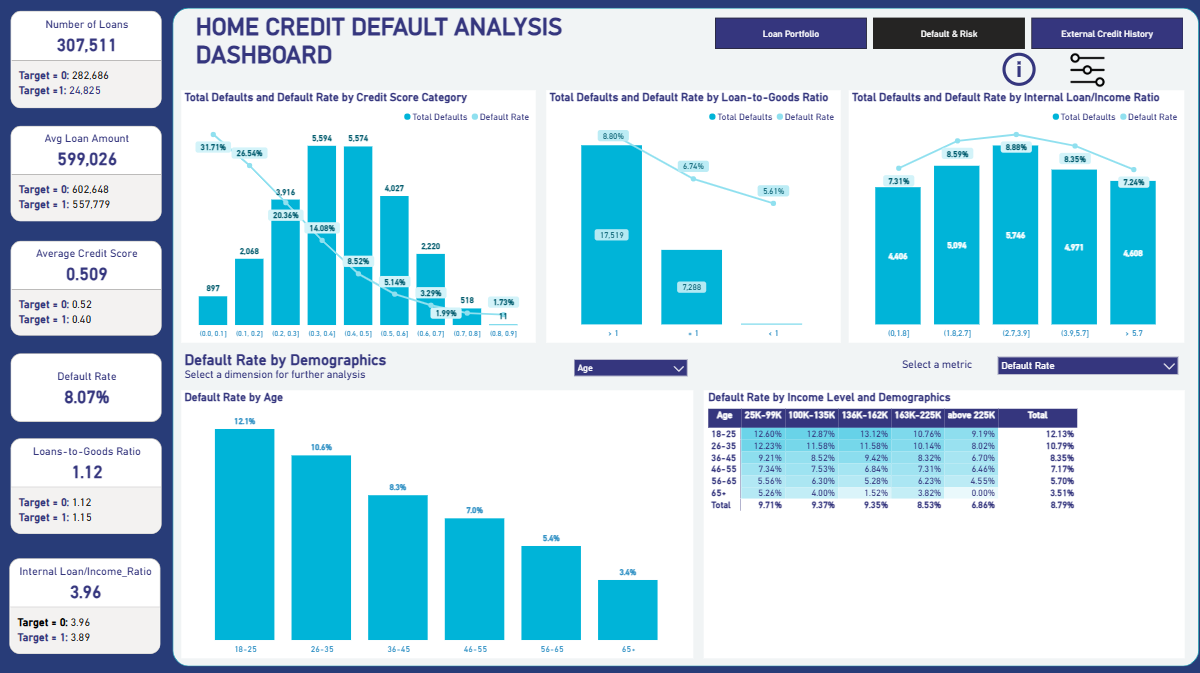 Number of Loans
307,511
Target = 0: 282,686
Target =1: 24,825
Avg Loan Amount
599,026
Target = 0: 602,648
Target = 1: 557,779
Average Credit Score
0.509
Target = 0: 0.52
Target = 1: 0.40
Default Rate
8.07%
Loans-to-Goods Ratio
1.12
Target = 0: 1.12
Target = 1: 1.15
Internal Loan/Income_Ratio
3.96
Target = 0: 3.96
Target = 1: 3.89
HOME CREDIT DEFAULT ANALYSIS
DASHBOARD
Loan Portfolio
Default & Risk
External Credit History
i
Total Defaults and Default Rate by Credit Score Category
Total Defaults Default Rate
31.71% 26.54% 20.36% 14.08% 8.52% 5.14% 3.29% 1.99% 1.73%
897 2,068 3,916 5,594 5,574 4,027 2,220 518 11
(0.0, 0.1] (0.1, 0.2] (0.2, 0.3] (0.3, 0.4] (0.4, 0.5] (0.5, 0.6] (0.6, 0.7] (0.7, 0.8] (0.8, 0.9]
Total Defaults and Default Rate by Loan-to-Goods Ratio
Total Defaults Default Rate
8.80% 6.74% 5.61%
17,519 7,288
> 1 = 1 < 1
Total Defaults and Default Rate by Internal Loan/Income Ratio
Total Defaults Default Rate
7.31% 8.59% 8.88% 8.35% 7.24%
4,406 5,094 5,746 4,971 4,608
(0,1.8] (1.8,2.7] (2.7,3.9] (3.9,5.7] > 5.7
Default Rate by Demographics
Select a dimension for further analysis
Age
Select a metric
Default Rate
Default Rate by Age
12.1% 10.6% 8.3% 7.0% 5.4% 3.4%
18-25 26-35 36-45 46-55 56-65 65+
Default Rate by Income Level and Demographics
Age 25K-99K 100K-135K 136K-162K 163K-225K above 225K Total
18-25 12.60% 12.87% 13.12% 10.76% 9.19% 12.13%
26-35 12.23% 11.58% 11.58% 10.14% 8.02% 10.79%
36-45 9.21% 8.52% 9.42% 8.32% 6.70% 8.35%
46-55 7.34% 7.53% 6.84% 7.31% 6.46% 7.17%
56-65 5.56% 6.30% 5.28% 6.23% 4.55% 5.70%
65+ 5.26% 4.00% 1.52% 3.82% 0.00% 3.51%
Total 9.71% 9.37% 9.35% 8.53% 6.86% 8.79%